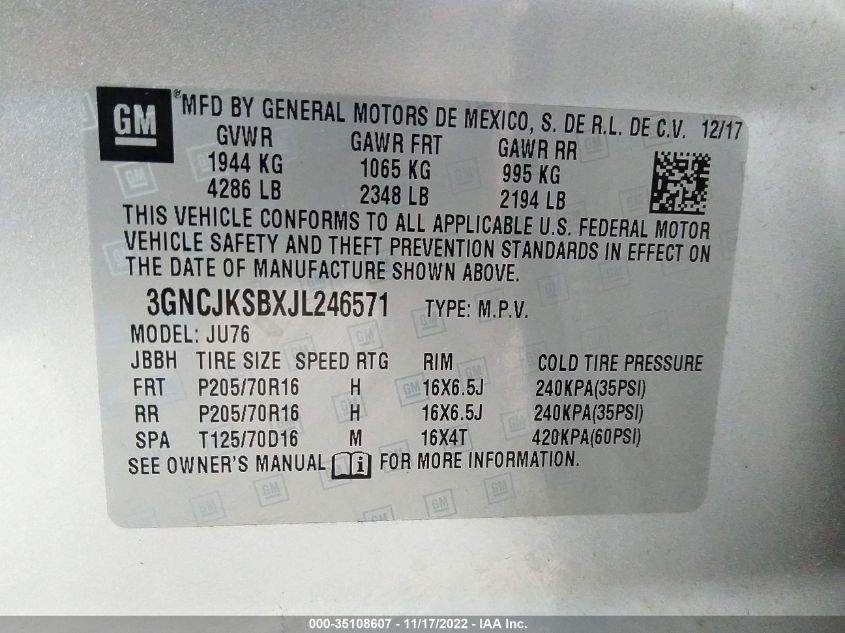 GM
®MFD BY GENERAL MOTORS DE MEXICO, S. DE R.L. DE C.V. 12/17
GVWR GAWR FRT GAWR RR
1944 KG 1065 KG 995 KG
4286 LB 2348 LB 2194 LB
THIS VEHICLE CONFORMS TO ALL APPLICABLE U.S. FEDERAL MOTOR
VEHICLE SAFETY AND THEFT PREVENTION STANDARDS IN EFFECT ON
THE DATE OF MANUFACTURE SHOWN ABOVE.
3GNCJKSBXJL246571 TYPE: M.P.V.
MODEL: JU76
JBBH TIRE SIZE SPEED RTG RIM COLD TIRE PRESSURE
FRT P205/70R16 H 16X6.5J 240KPA(35PSI)
RR P205/70R16 H 16X6.5J 240KPA(35PSI)
SPA T125/70D16 M 16X4T 420KPA(60PSI)
SEE OWNER'S MANUAL FOR MORE INFORMATION.
000-35108607 - 11/17/2022 - IAA Inc.